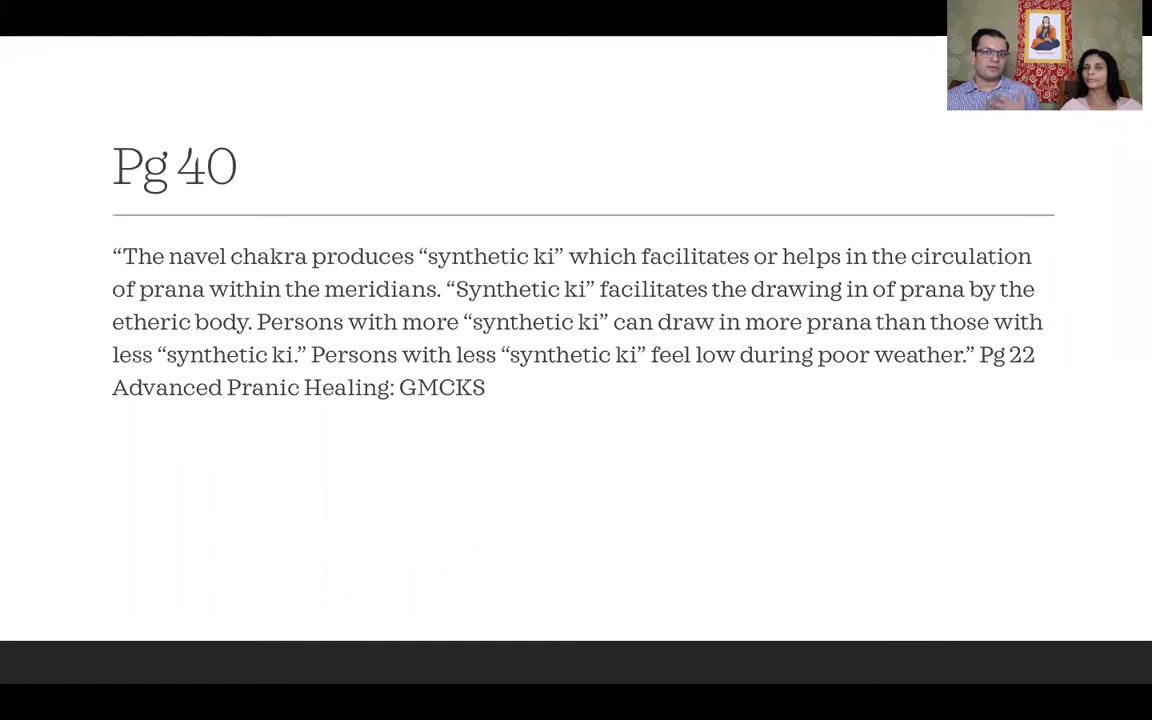 Pg 40
“The navel chakra produces “synthetic ki” which facilitates or helps in the circulation
of prana within the meridians. “Synthetic ki” facilitates the drawing in of prana by the
etheric body. Persons with more “synthetic ki” can draw in more prana than those with
less “synthetic ki.” Persons with less “synthetic ki” feel low during poor weather.” Pg 22
Advanced Pranic Healing: GMCKS